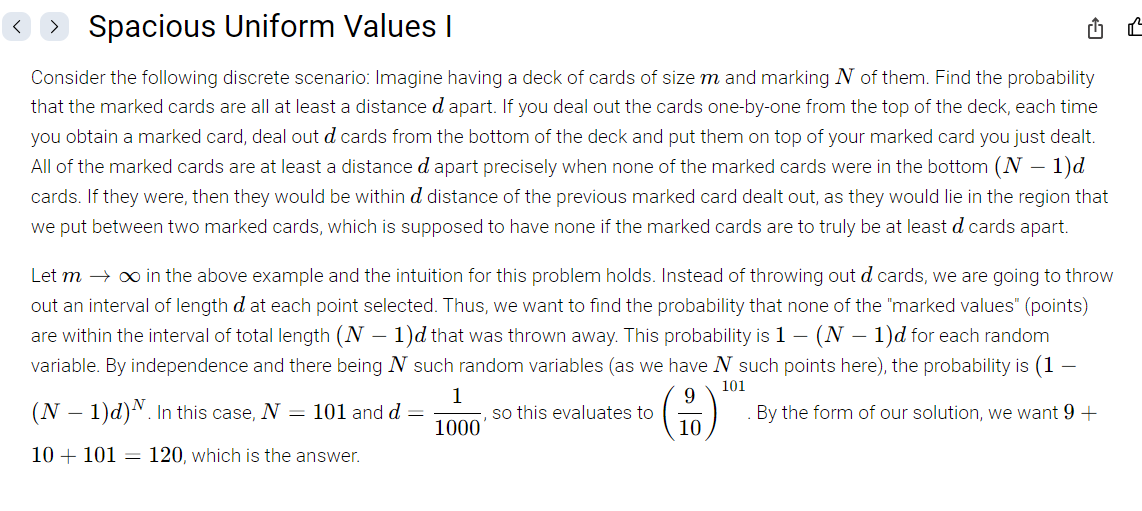 Spacious Uniform Values I
Consider the following discrete scenario: Imagine having a deck of cards of size m and marking N of them. Find the probability
that the marked cards are all at least a distance d apart. If you deal out the cards one-by-one from the top of the deck, each time
you obtain a marked card, deal out d cards from the bottom of the deck and put them on top of your marked card you just dealt.
All of the marked cards are at least a distance d apart precisely when none of the marked cards were in the bottom (N − 1)d
cards. If they were, then they would be within d distance of the previous marked card dealt out, as they would lie in the region that
we put between two marked cards, which is supposed to have none if the marked cards are to truly be at least d cards apart.
Let m → ∞ in the above example and the intuition for this problem holds. Instead of throwing out d cards, we are going to throw
out an interval of length d at each point selected. Thus, we want to find the probability that none of the "marked values" (points)
are within the interval of total length (N − 1)d that was thrown away. This probability is 1 − (N − 1)d for each random
variable. By independence and there being N such random variables (as we have N such points here), the probability is (1 −
(N − 1)d)^N. In this case, N = 101 and d = 1/1000, so this evaluates to (9/10)^101. By the form of our solution, we want 9 +
10 + 101 = 120, which is the answer.